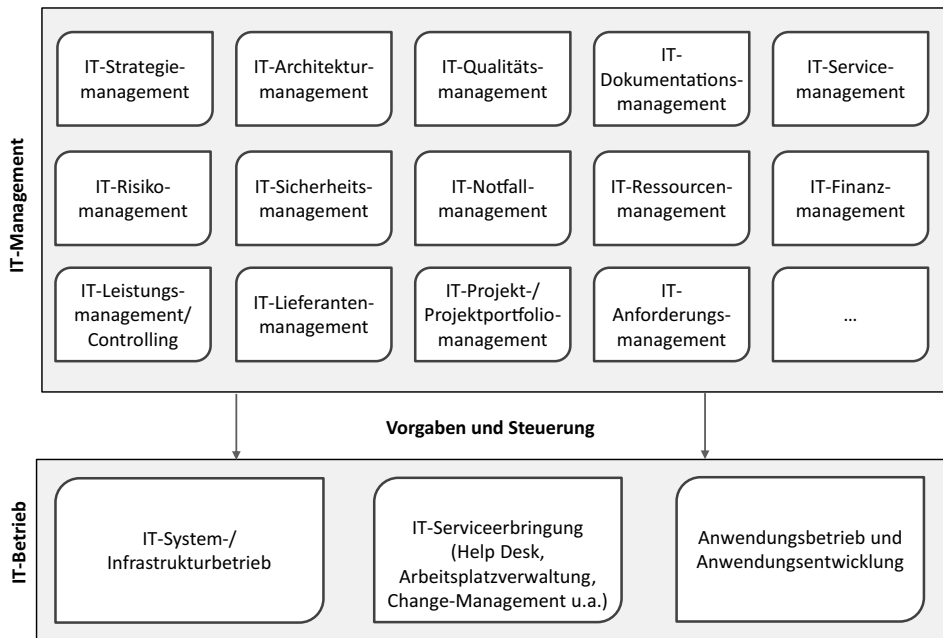 IT-Management
IT-Strategie-
management
IT-Architektur-
management
IT-Qualitäts-
management
IT-
Dokumentations-
management
IT-Service-
management
IT-Risiko-
management
IT-Sicherheits-
management
IT-Notfall-
management
IT-Ressourcen-
management
IT-Finanz-
management
IT-Leistungs-
management/
Controlling
IT-Lieferanten-
management
IT-Projekt-/
Projektportfolio-
management
IT-
Anforderungs-
management
...
Vorgaben und Steuerung
IT-Betrieb
IT-System-/
Infrastrukturbetrieb
IT-Serviceerbringung
(Help Desk,
Arbeitsplatzverwaltung,
Change-Management u.a.)
Anwendungsbetrieb und
Anwendungsentwicklung